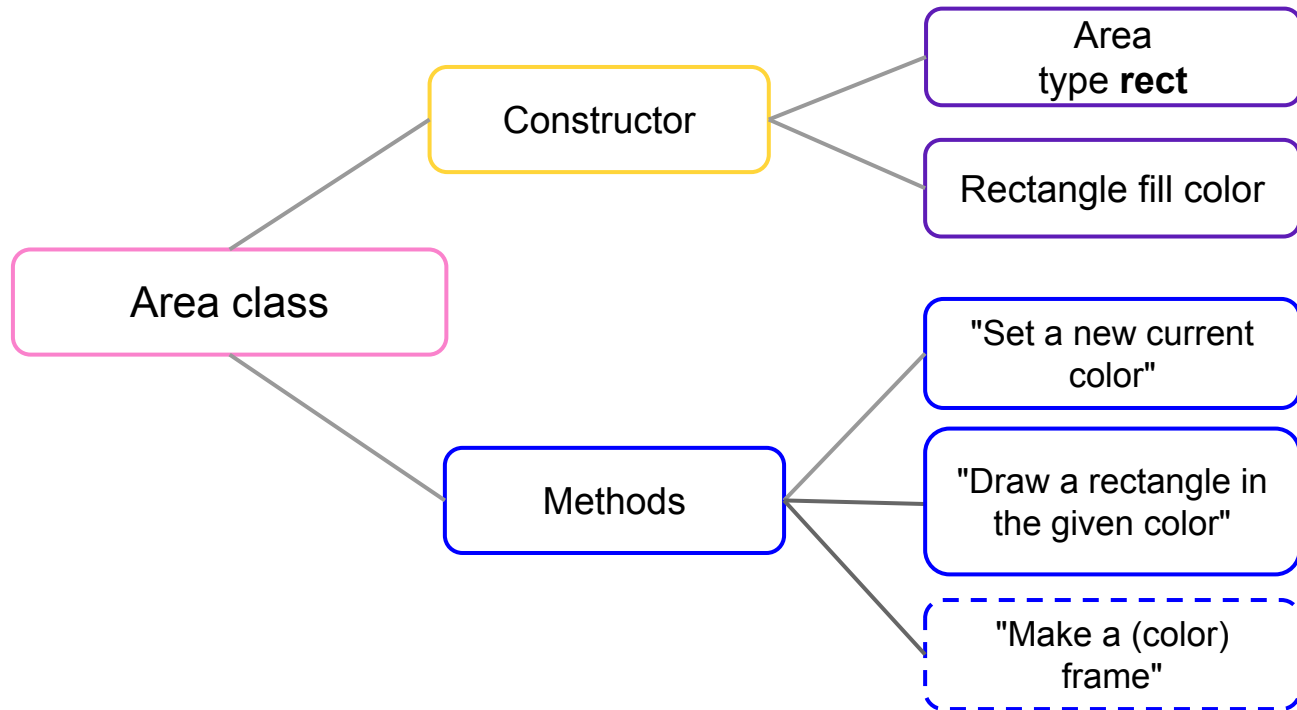 Area
type rect
Constructor
Rectangle fill color
Area class
"Set a new current
color"
Methods
"Draw a rectangle in
the given color"
"Make a (color)
frame"